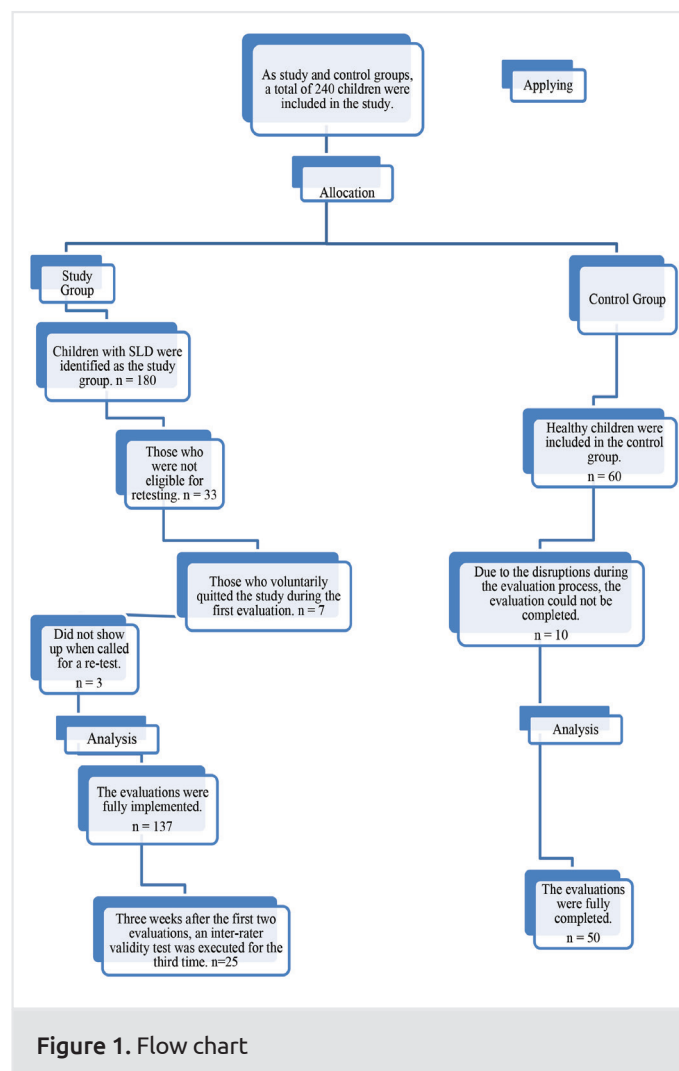 As study and control groups,
a total of 240 children were
included in the study.
Applying
Allocation
Study
Group
Control Group
Children with SLD were
identified as the study
group. n = 180
Healthy children were
included in the control
group.
n = 60
Those who
were not
eligible for
retesting. n = 33
Those who voluntarily
quitted the study during the
first evaluation. n = 7
Due to the disruptions during
the evaluation process, the
evaluation could not be
completed.
n = 10
Did not show
up when called
for a re-test.
n = 3
Analysis
Analysis
The evaluations were
fully implemented.
n = 137
Three weeks after the first two
evaluations, an inter-rater
validity test was executed for the
third time. n=25
The evaluations
were fully
completed.
n = 50
Figure 1. Flow chart